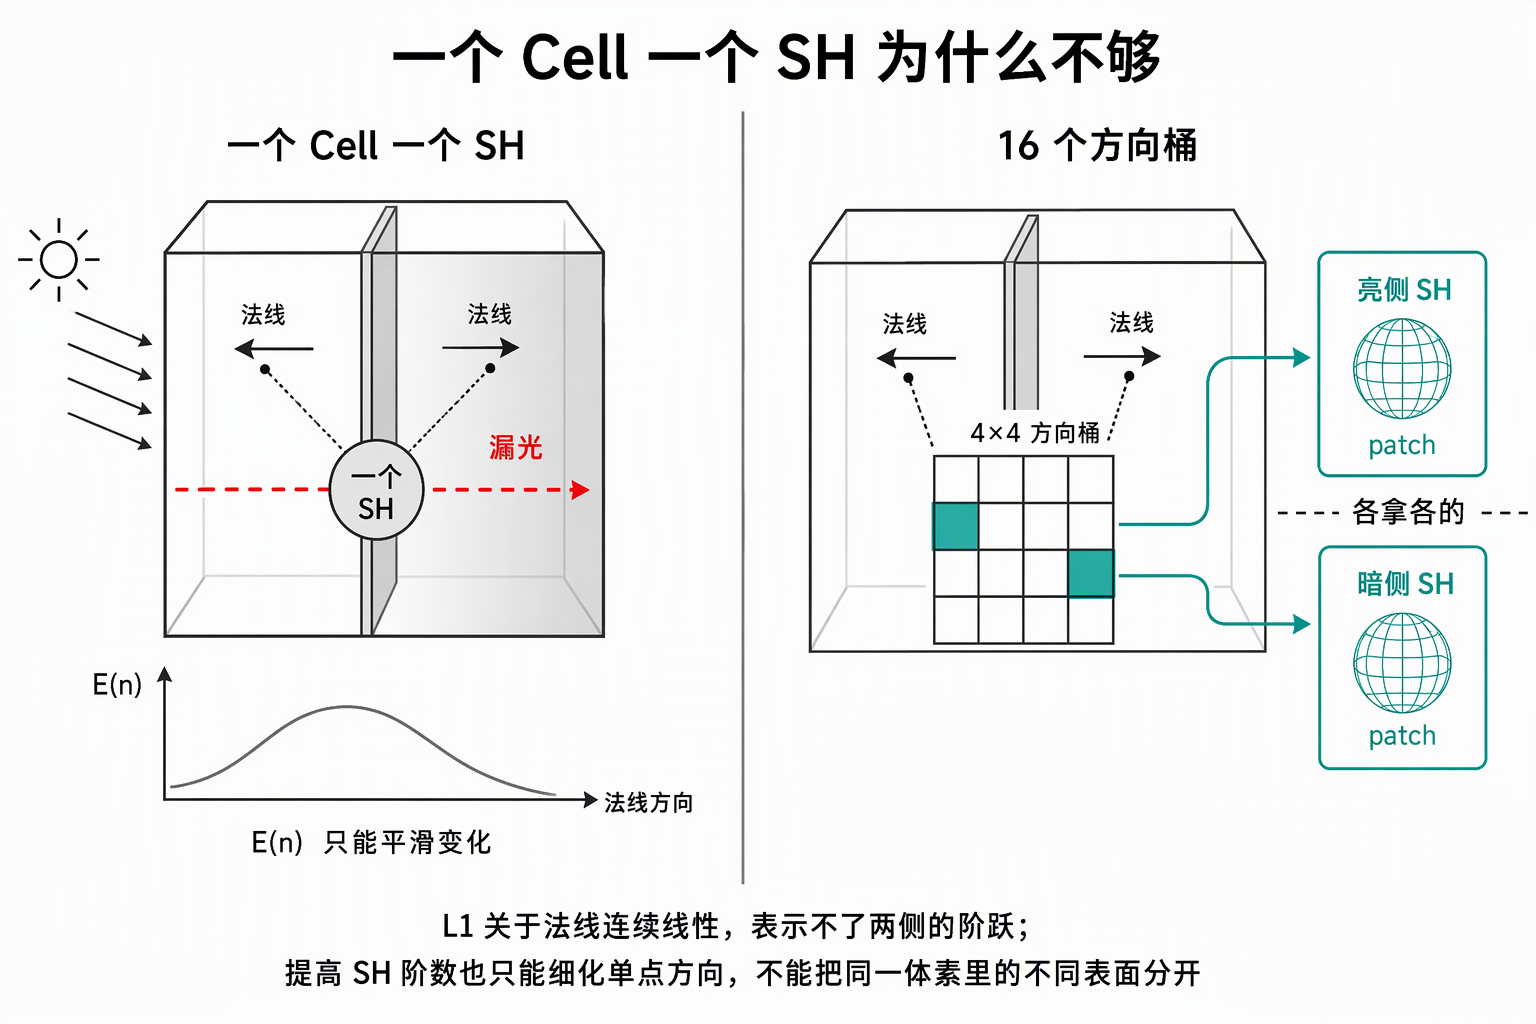 一个 Cell 一个 SH 为什么不够
一个 Cell 一个 SH
法线
法线
漏光
一个
SH
E(n)
法线方向
E(n) 只能平滑变化
16 个方向桶
法线
法线
4×4 方向桶
亮侧 SH
patch
各拿各的
暗侧 SH
patch
L1 关于法线连续线性，表示不了两侧的阶跃；
提高 SH 阶数也只能细化单点方向，不能把同一体素里的不同表面分开